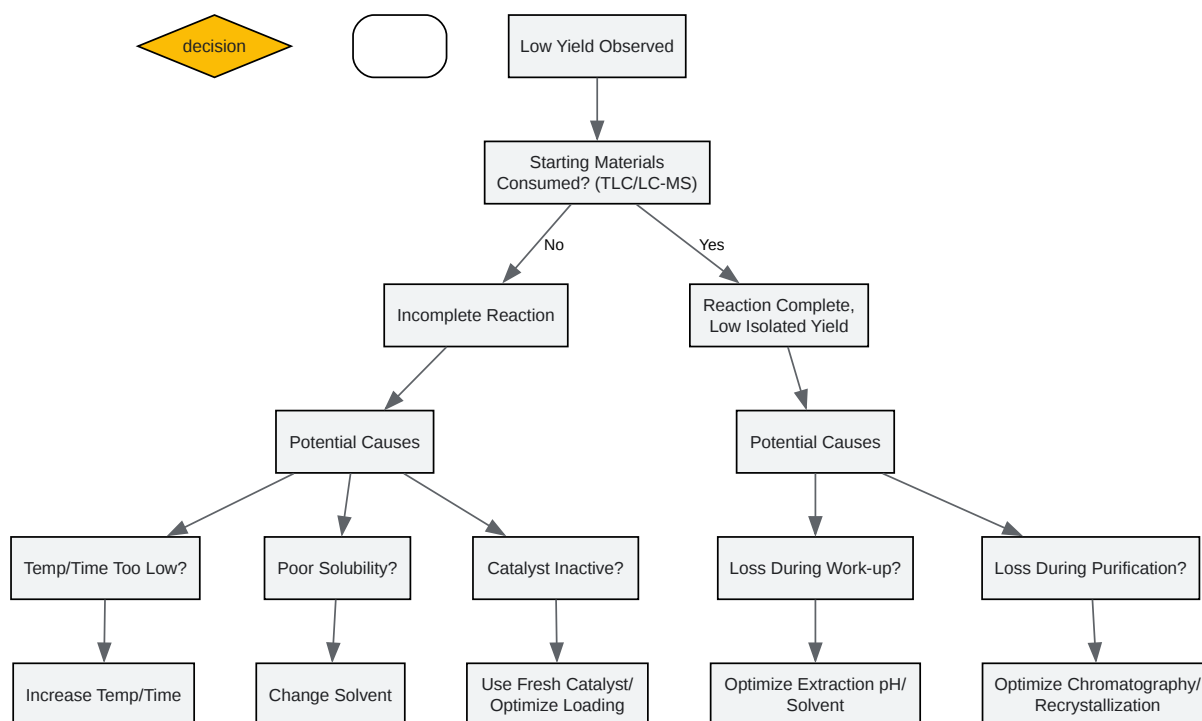 decision
Low Yield Observed
Starting Materials
Consumed? (TLC/LC-MS)
No
Yes
Incomplete Reaction
Reaction Complete,
Low Isolated Yield
Potential Causes
Potential Causes
Temp/Time Too Low?
Poor Solubility?
Catalyst Inactive?
Loss During Work-up?
Loss During Purification?
Increase Temp/Time
Change Solvent
Use Fresh Catalyst/
Optimize Loading
Optimize Extraction pH/
Solvent
Optimize Chromatography/
Recrystallization